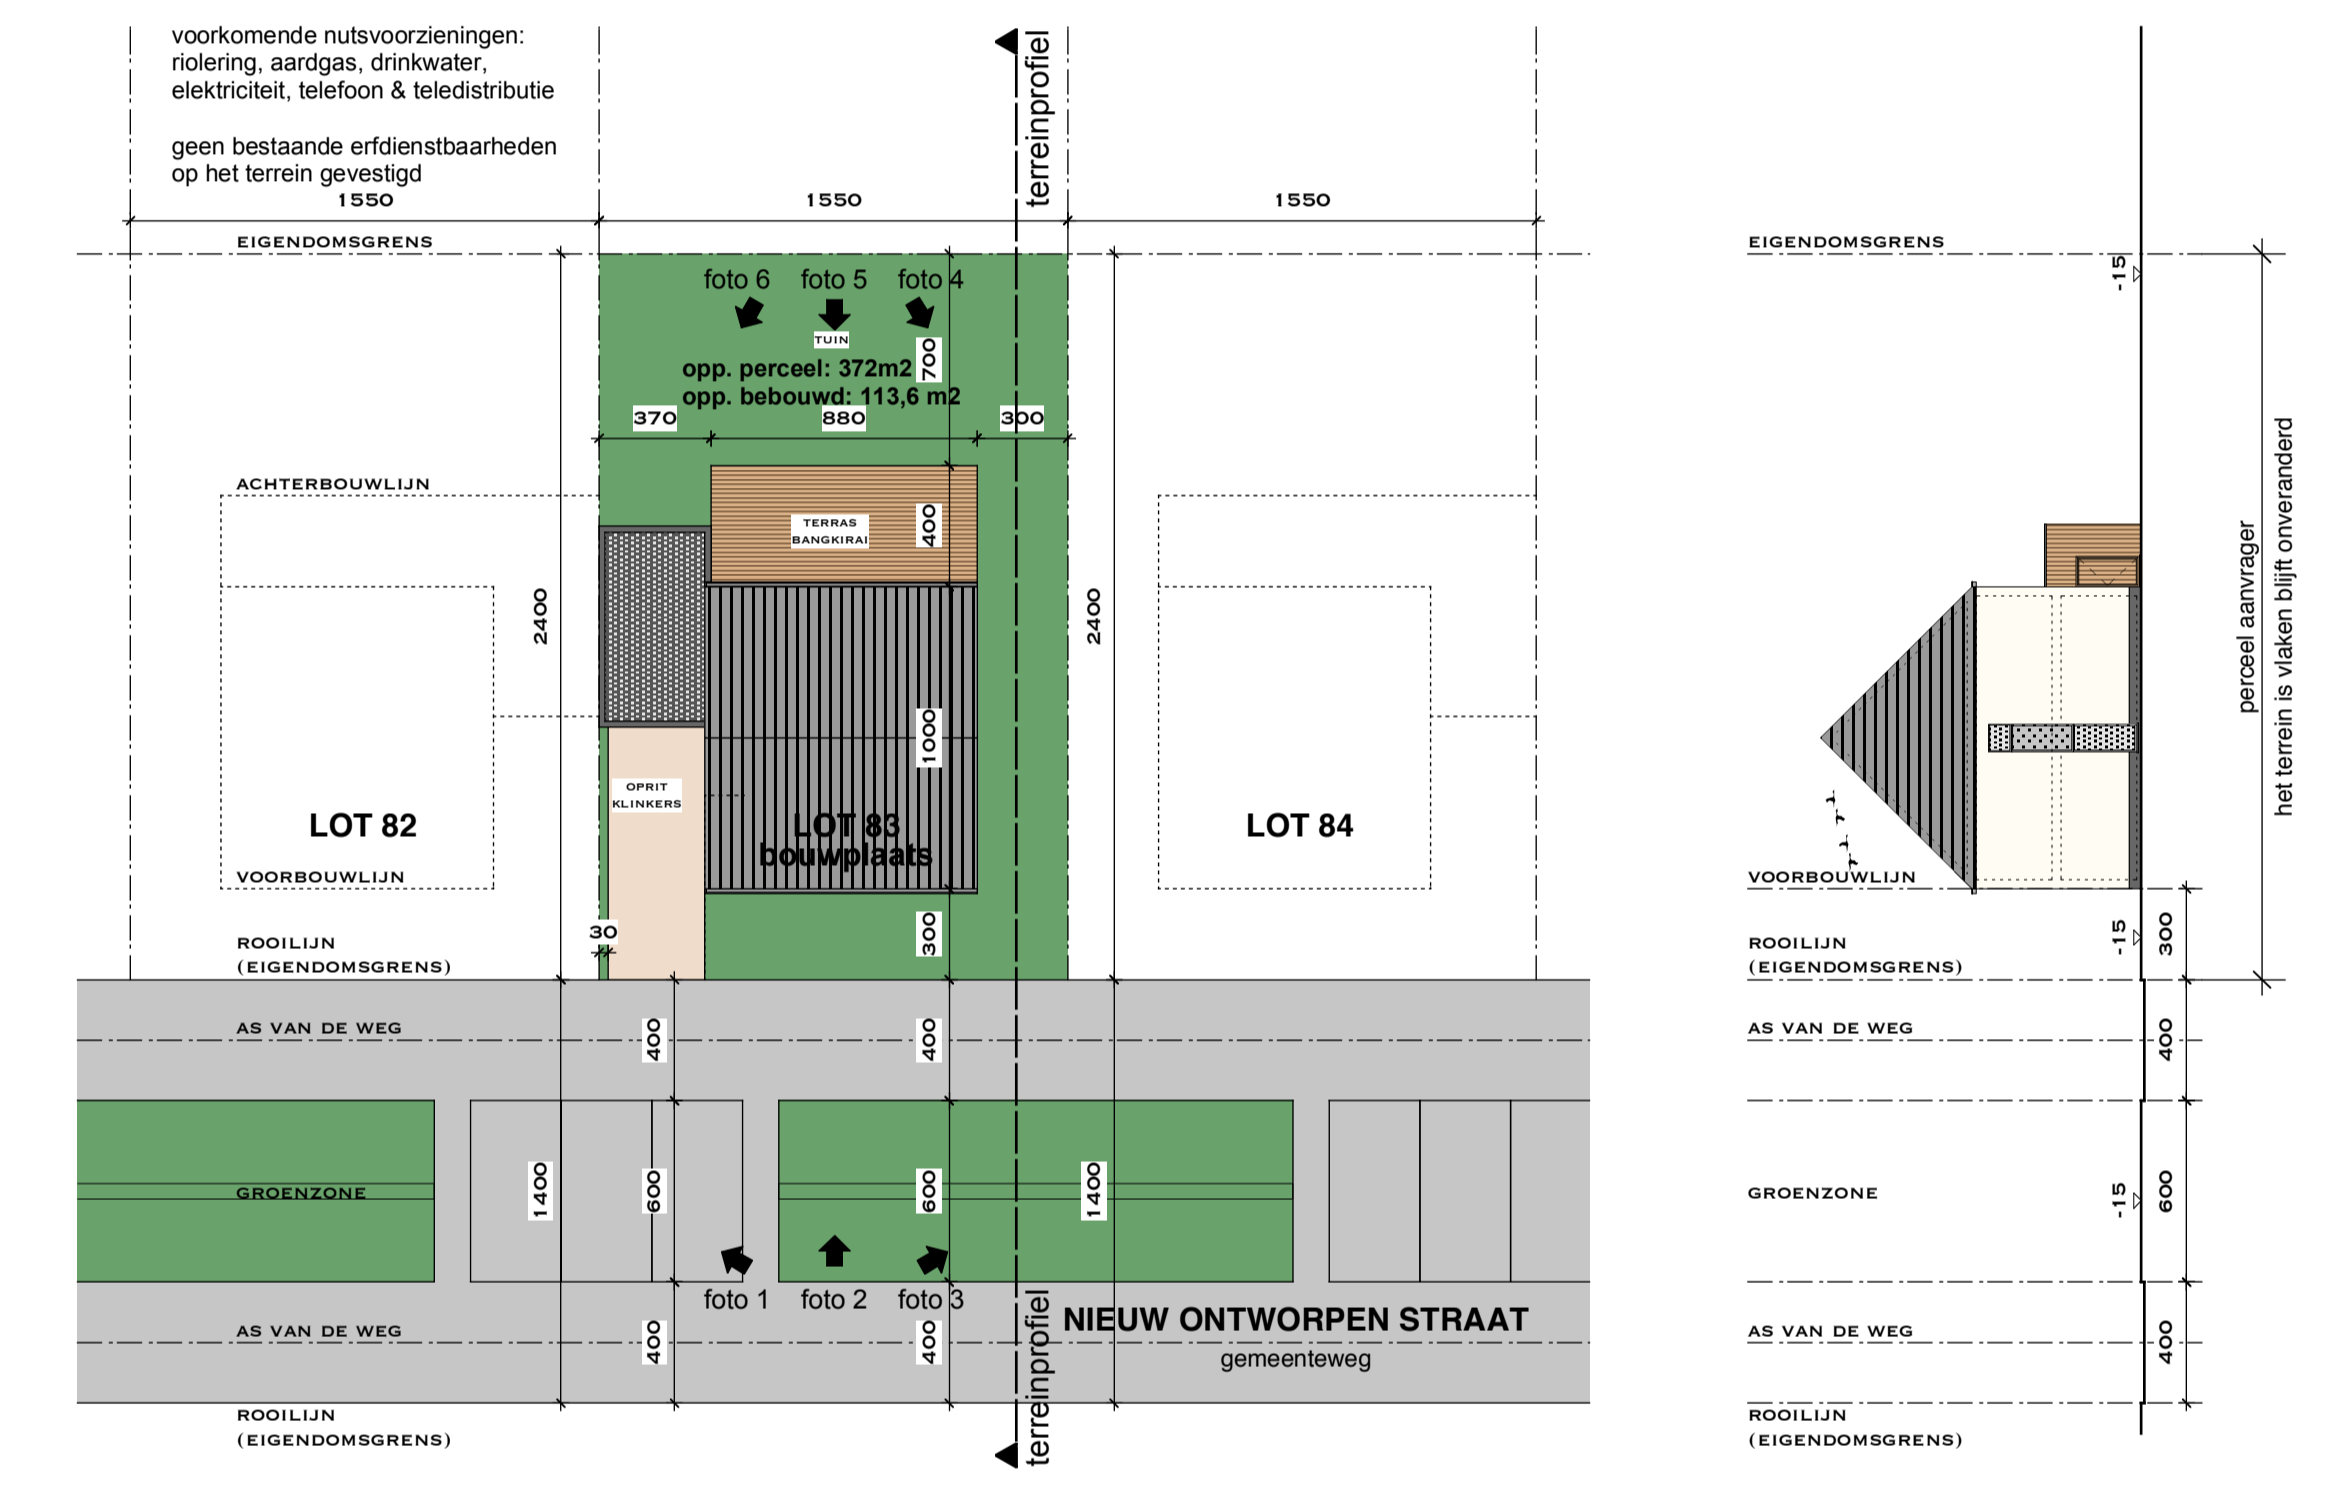 voorkomende nutsvoorzieningen:
riolering, aardgas, drinkwater,
elektriciteit, telefoon & teledistributie
geen bestaande erfdienstbaarheden
op het terrein gevestigd
terreinprofiel
1550
1550
1550
EIGENDOMSGRENS
foto 6
foto 5
foto 4
TUIN
700
opp. perceel: 372m2
opp. bebouwd: 113,6 m2
370
880
300
ACHTERBOUWLIJN
TERRAS
BANGKIRAI
400
2400
2400
1000
OPRIT
KLINKERS
LOT 82
LOT 83
bouwplaats
LOT 84
VOORBOUWLIJN
30
300
ROOILIJN
(EIGENDOMSGRENS)
AS VAN DE WEG
400
400
GROENZONE
1400
600
600
1400
foto 1
foto 2
foto 3
NIEUW ONTWORPEN STRAAT
gemeenteweg
AS VAN DE WEG
400
400
terreinprofiel
ROOILIJN
(EIGENDOMSGRENS)
EIGENDOMSGRENS
-15
perceel aanvrager
het terrein is vlaken blijft onveranderd
VOORBOUWLIJN
ROOILIJN
(EIGENDOMSGRENS)
-15
300
AS VAN DE WEG
400
GROENZONE
-15
600
AS VAN DE WEG
400
ROOILIJN
(EIGENDOMSGRENS)